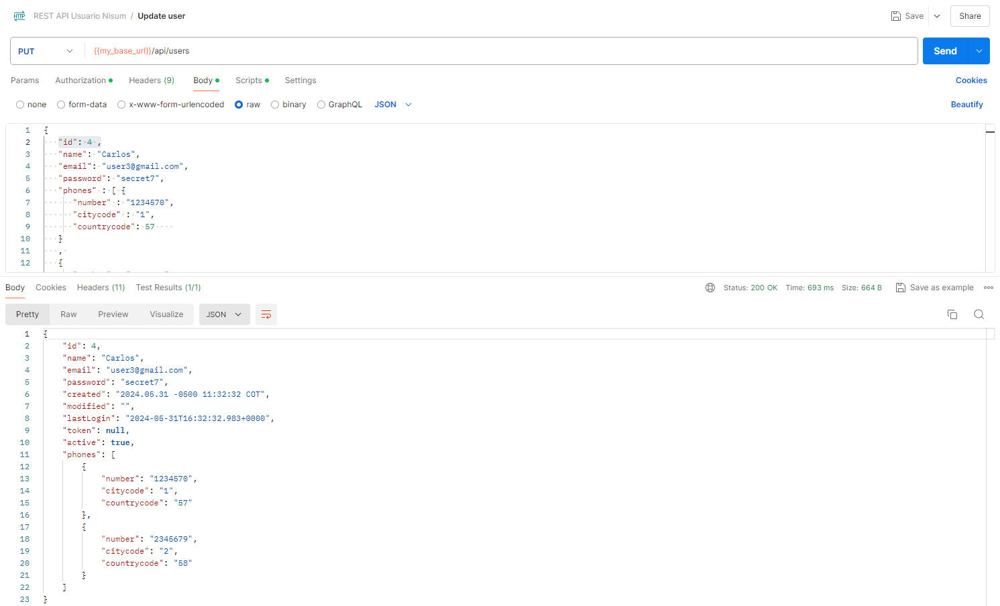 HTTP REST API Usuario Nisum / Update user Save Share
PUT {{my_base_url}}/api/users Send
Params Authorization Headers (9) Body Scripts Settings Cookies
none form-data x-www-form-urlencoded raw binary GraphQL JSON Beautify
1 {
2 "id": 4 ,
3 "name": "Carlos",
4 "email": "user3@gmail.com",
5 "password": "secret7",
6 "phones" : [ {
7 "number" : "1234570",
8 "citycode" : "1",
9 "countrycode": 57
10 }
11 ,
12 {
Body Cookies Headers (11) Test Results (1/1) Status: 200 OK Time: 693 ms Size: 664 B Save as example
Pretty Raw Preview Visualize JSON
1 {
2 "id": 4,
3 "name": "Carlos",
4 "email": "user3@gmail.com",
5 "password": "secret7",
6 "created": "2024.05.31 -0500 11:32:32 COT",
7 "modified": "",
8 "lastLogin": "2024-05-31T16:32:32.983+0000",
9 "token": null,
10 "active": true,
11 "phones": [
12 {
13 "number": "1234570",
14 "citycode": "1",
15 "countrycode": "57"
16 },
17 {
18 "number": "2345679",
19 "citycode": "2",
20 "countrycode": "58"
21 }
22 ]
23 }